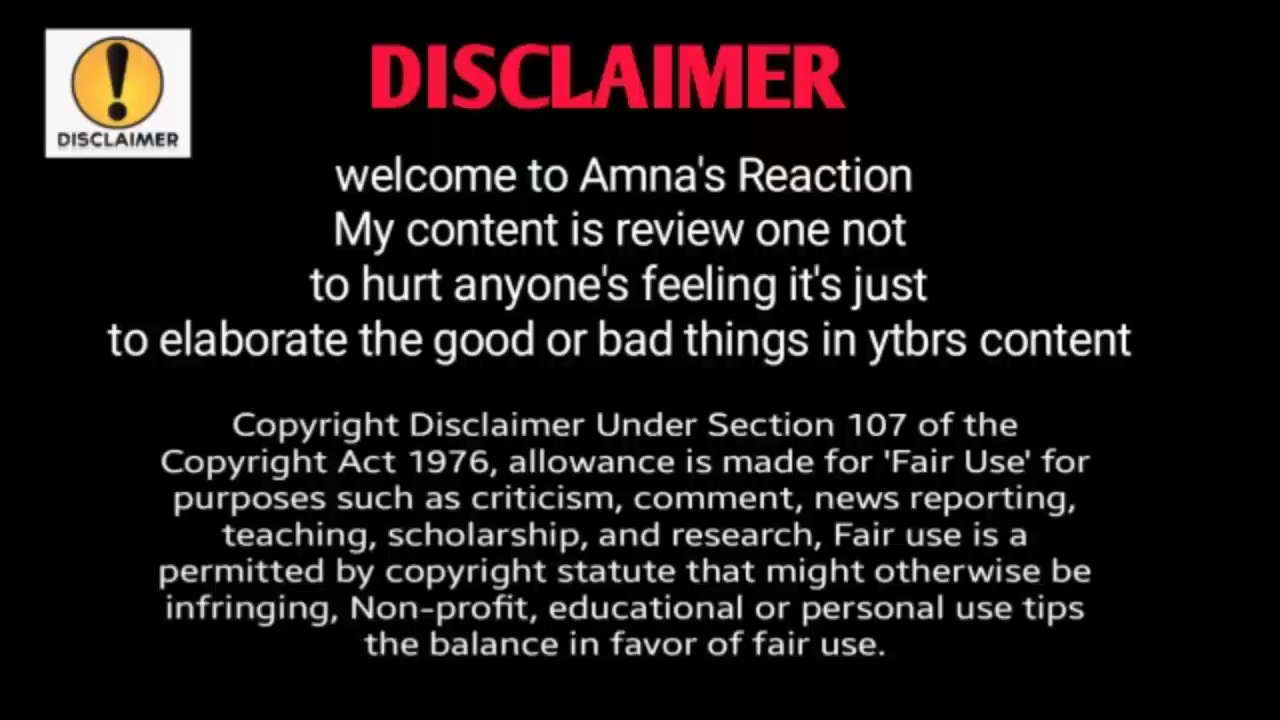 DISCLAIMER
DISCLAIMER
welcome to Amna's Reaction
My content is review one not
to hurt anyone's feeling it's just
to elaborate the good or bad things in ytbrs content
Copyright Disclaimer Under Section 107 of the
Copyright Act 1976, allowance is made for 'Fair Use' for
purposes such as criticism, comment, news reporting,
teaching, scholarship, and research, Fair use is a
permitted by copyright statute that might otherwise be
infringing, Non-profit, educational or personal use tips
the balance in favor of fair use.